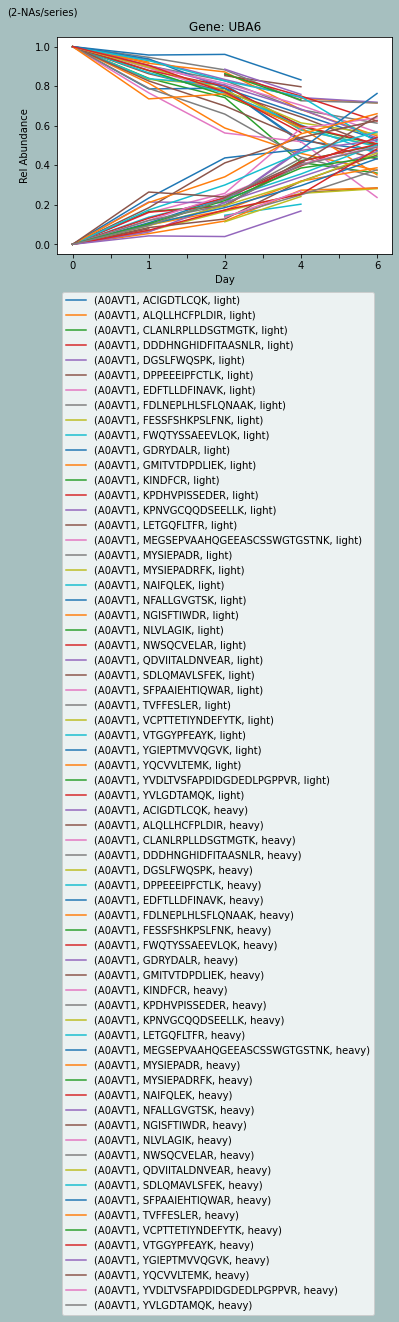 (2-NAs/series)
Gene: UBA6
1.0
0.8
0.6
0.4
0.2
0.0
Rel Abundance
0 1 2 4 6
Day
(A0AVT1, ACIGDTLCQK, light)
(A0AVT1, ALQLLHCFPLDIR, light)
(A0AVT1, CLANLRPLLDSGTMGTK, light)
(A0AVT1, DDDHNGHIDFITAASNLR, light)
(A0AVT1, DGSLFWQSPK, light)
(A0AVT1, DPPEEEIPFCTLK, light)
(A0AVT1, EDFTLLDFINAVK, light)
(A0AVT1, FDLNEPLHLSFLQNAAK, light)
(A0AVT1, FESSFSHKPSLFNK, light)
(A0AVT1, FWQTYSSAEEVLQK, light)
(A0AVT1, GDRYDALR, light)
(A0AVT1, GMITVTDPDLIEK, light)
(A0AVT1, KINDFCR, light)
(A0AVT1, KPDHVPISSEDER, light)
(A0AVT1, KPNVGCQQDSEELLK, light)
(A0AVT1, LETGQFLTFR, light)
(A0AVT1, MEGSEPVAAHQGEEASCSSWGTGSTNK, light)
(A0AVT1, MYSIEPADR, light)
(A0AVT1, MYSIEPADRFK, light)
(A0AVT1, NAIFQLEK, light)
(A0AVT1, NFALLGVGTSK, light)
(A0AVT1, NGISFTIWDR, light)
(A0AVT1, NLVLAGIK, light)
(A0AVT1, NWSQCVELAR, light)
(A0AVT1, QDVIITALDNVEAR, light)
(A0AVT1, SDLQMAVLSFEK, light)
(A0AVT1, SFPAAIEHTIQWAR, light)
(A0AVT1, TVFFESLER, light)
(A0AVT1, VCPTTETIYNDEFYTK, light)
(A0AVT1, VTGGYPFEAYK, light)
(A0AVT1, YGIEPTMVVQGVK, light)
(A0AVT1, YQCVVLTEMK, light)
(A0AVT1, YVDLTVSFAPDIDGDEDLPGPPVR, light)
(A0AVT1, YVLGDTAMQK, light)
(A0AVT1, ACIGDTLCQK, heavy)
(A0AVT1, ALQLLHCFPLDIR, heavy)
(A0AVT1, CLANLRPLLDSGTMGTK, heavy)
(A0AVT1, DDDHNGHIDFITAASNLR, heavy)
(A0AVT1, DGSLFWQSPK, heavy)
(A0AVT1, DPPEEEIPFCTLK, heavy)
(A0AVT1, EDFTLLDFINAVK, heavy)
(A0AVT1, FDLNEPLHLSFLQNAAK, heavy)
(A0AVT1, FESSFSHKPSLFNK, heavy)
(A0AVT1, FWQTYSSAEEVLQK, heavy)
(A0AVT1, GDRYDALR, heavy)
(A0AVT1, GMITVTDPDLIEK, heavy)
(A0AVT1, KINDFCR, heavy)
(A0AVT1, KPDHVPISSEDER, heavy)
(A0AVT1, KPNVGCQQDSEELLK, heavy)
(A0AVT1, LETGQFLTFR, heavy)
(A0AVT1, MEGSEPVAAHQGEEASCSSWGTGSTNK, heavy)
(A0AVT1, MYSIEPADR, heavy)
(A0AVT1, MYSIEPADRFK, heavy)
(A0AVT1, NAIFQLEK, heavy)
(A0AVT1, NFALLGVGTSK, heavy)
(A0AVT1, NGISFTIWDR, heavy)
(A0AVT1, NLVLAGIK, heavy)
(A0AVT1, NWSQCVELAR, heavy)
(A0AVT1, QDVIITALDNVEAR, heavy)
(A0AVT1, SDLQMAVLSFEK, heavy)
(A0AVT1, SFPAAIEHTIQWAR, heavy)
(A0AVT1, TVFFESLER, heavy)
(A0AVT1, VCPTTETIYNDEFYTK, heavy)
(A0AVT1, VTGGYPFEAYK, heavy)
(A0AVT1, YGIEPTMVVQGVK, heavy)
(A0AVT1, YQCVVLTEMK, heavy)
(A0AVT1, YVDLTVSFAPDIDGDEDLPGPPVR, heavy)
(A0AVT1, YVLGDTAMQK, heavy)